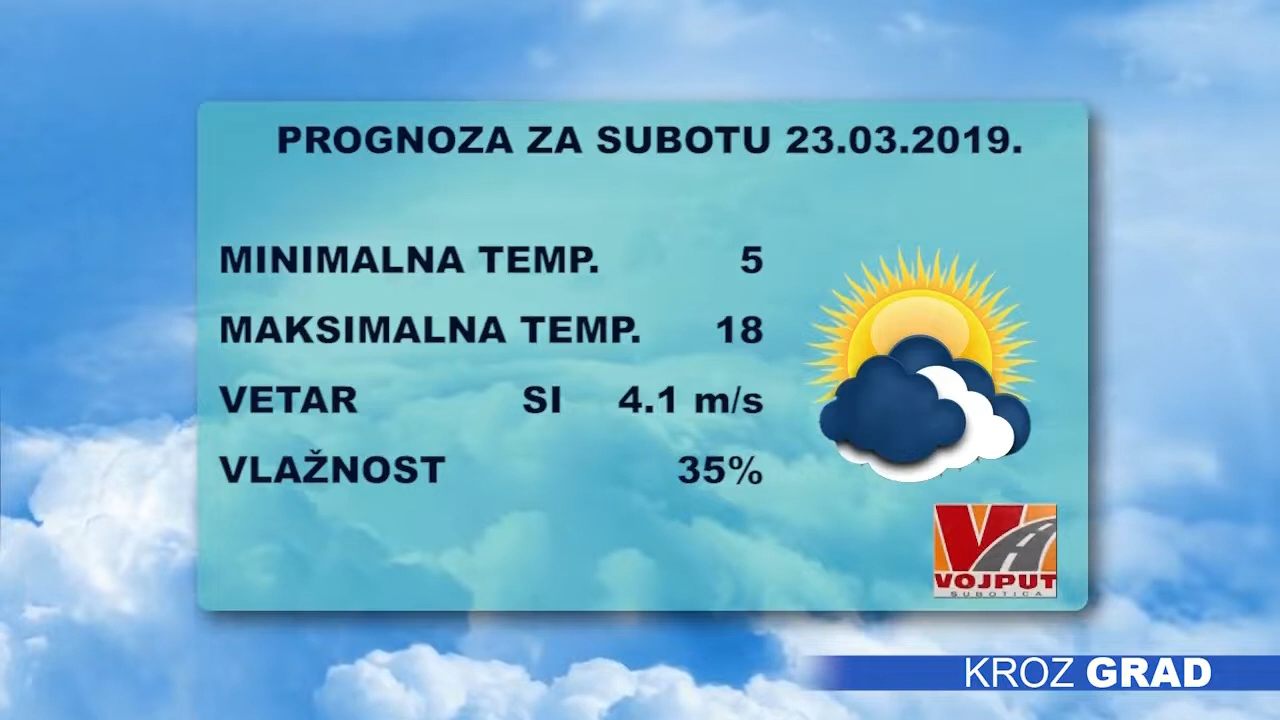 PROGNOZA ZA SUBOTU 23.03.2019.
MINIMALNA TEMP. 5
MAKSIMALNA TEMP. 18
VETAR SI 4.1 m/s
VLAŽNOST 35%
VOJPUT
SUBOTICA
KROZ GRAD